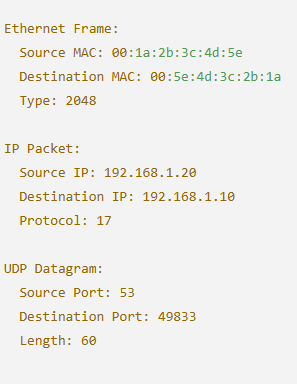 Ethernet Frame:
Source MAC: 00:1a:2b:3c:4d:5e
Destination MAC: 00:5e:4d:3c:2b:1a
Type: 2048
IP Packet:
Source IP: 192.168.1.20
Destination IP: 192.168.1.10
Protocol: 17
UDP Datagram:
Source Port: 53
Destination Port: 49833
Length: 60